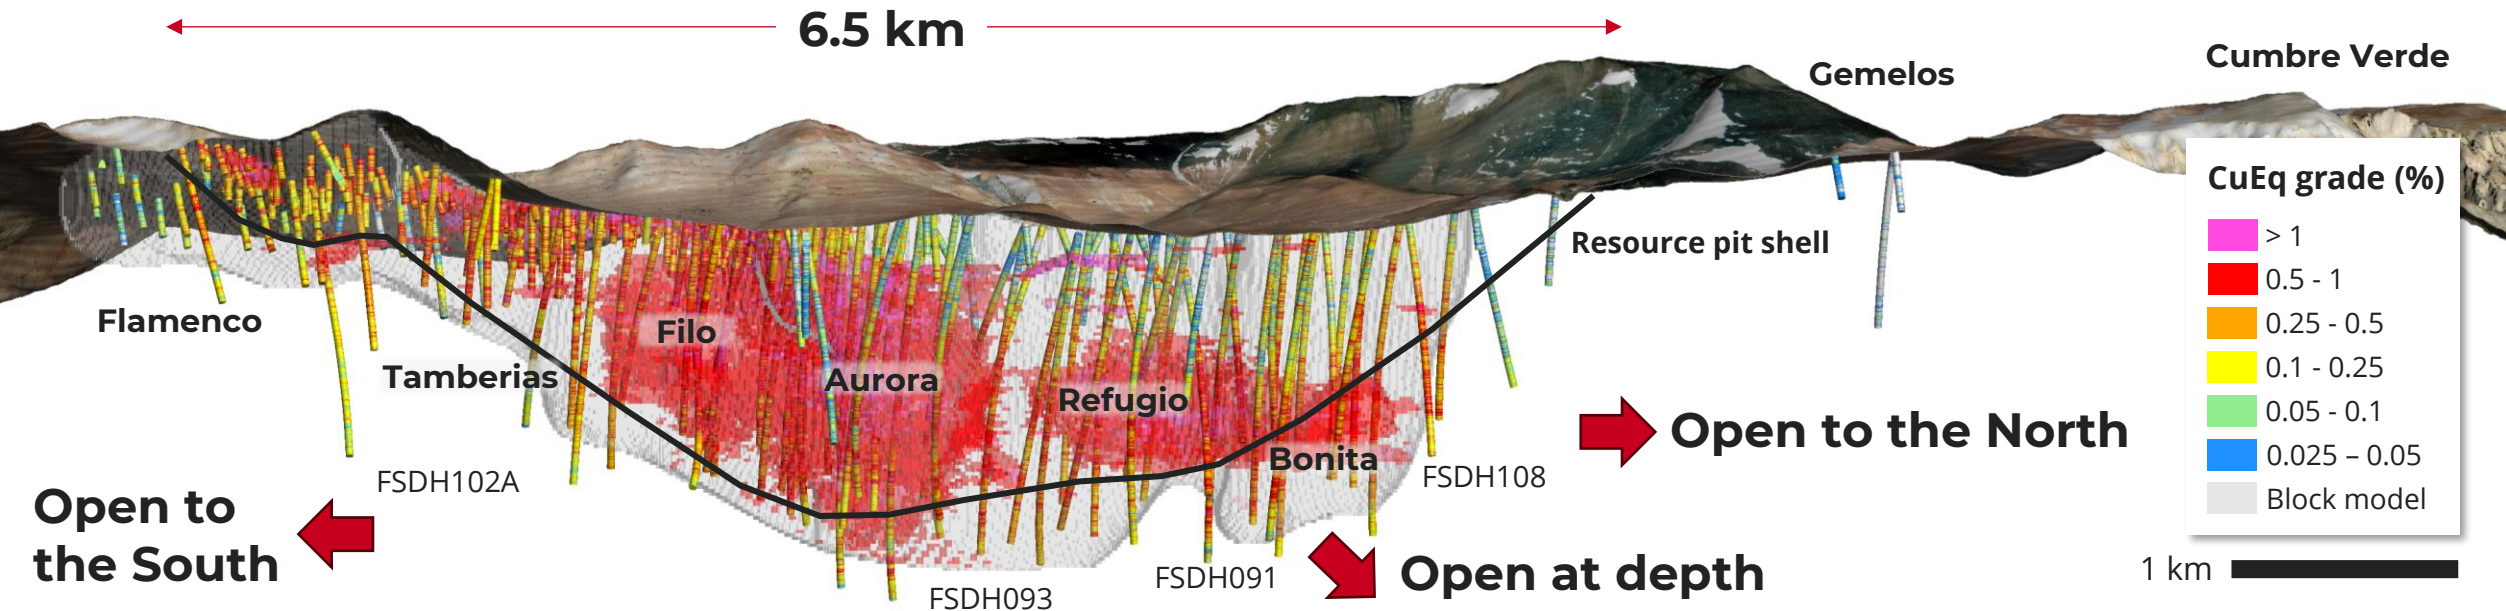 6.5 km
Gemelos
Cumbre Verde
CuEq grade (%)
> 1
0.5 - 1
0.25 - 0.5
0.1 - 0.25
0.05 - 0.1
0.025 – 0.05
Block model
Resource pit shell
Flamenco
Filo
Tamberias
Aurora
Refugio
Bonita
Open to the North
FSDH102A
FSDH108
Open to
the South
FSDH093
FSDH091
Open at depth
1 km